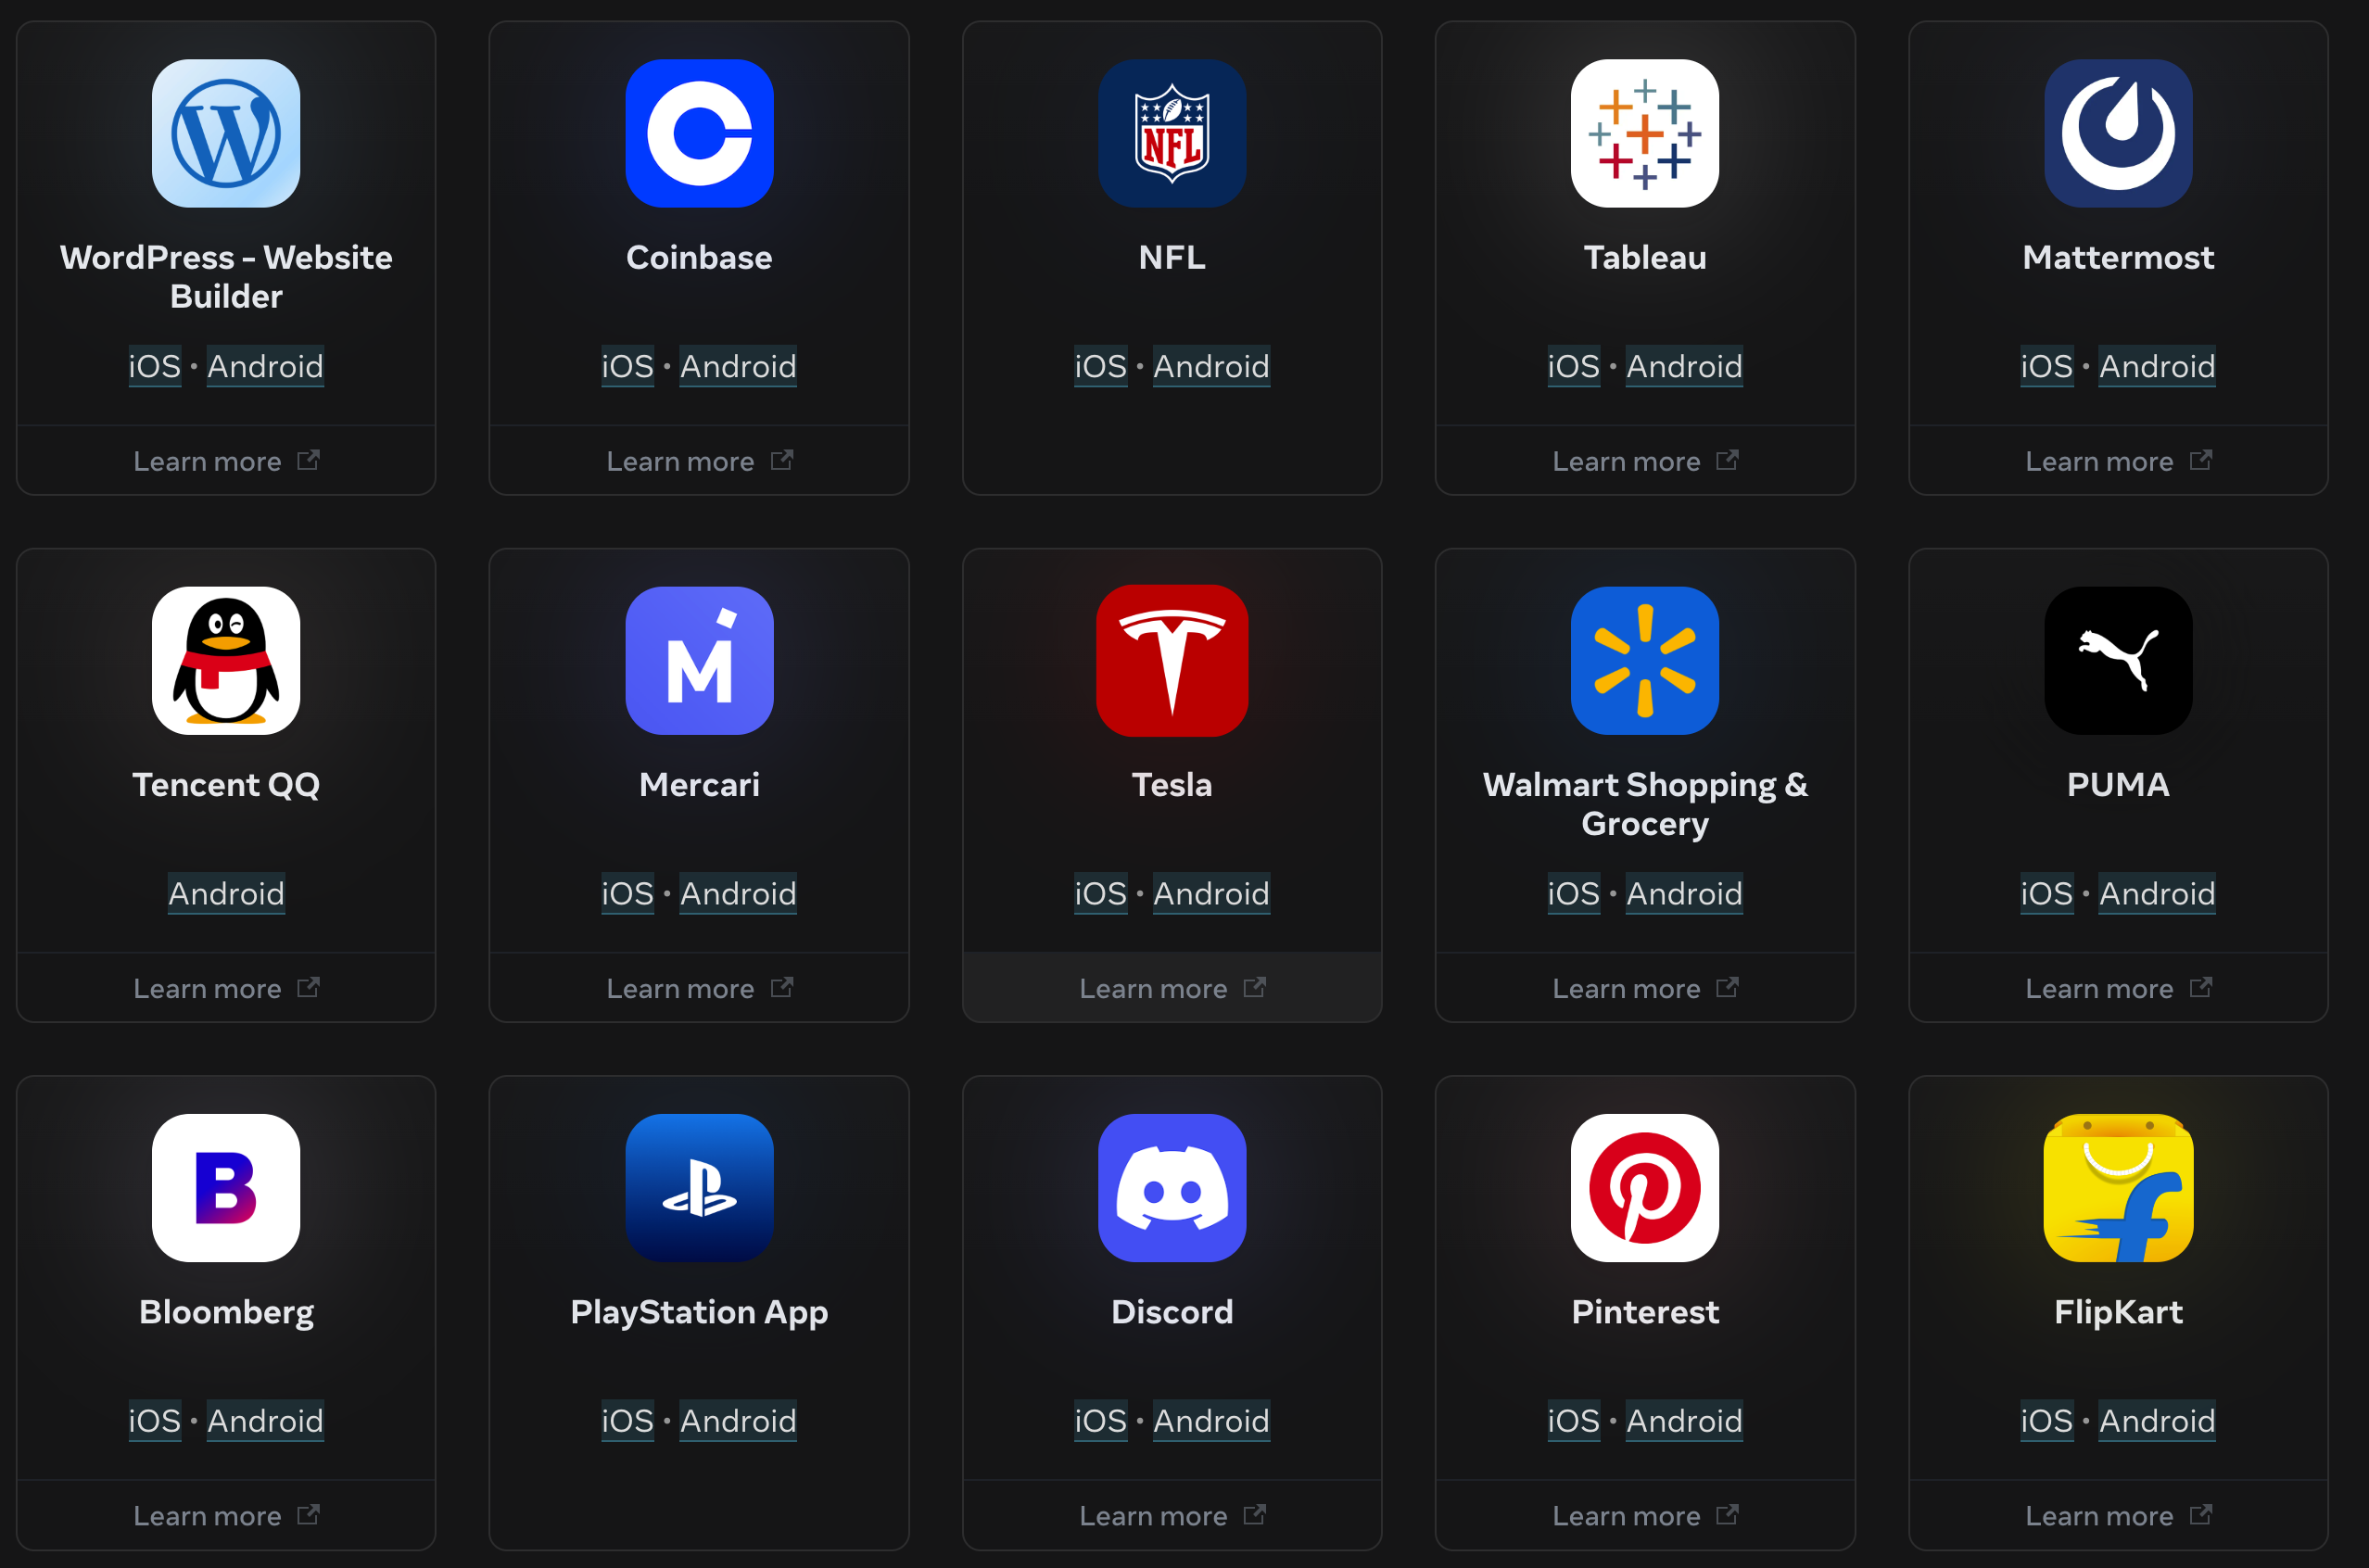 WordPress - Website
Builder
iOS • Android
Learn more
Coinbase
iOS • Android
Learn more
NFL
NFL
iOS • Android
Tableau
iOS • Android
Learn more
Mattermost
iOS • Android
Learn more
Tencent QQ
Android
Learn more
Mercari
iOS • Android
Learn more
Tesla
iOS • Android
Learn more
Walmart Shopping &
Grocery
iOS • Android
Learn more
PUMA
iOS • Android
Learn more
B
Bloomberg
iOS • Android
Learn more
PlayStation App
iOS • Android
Discord
iOS • Android
Learn more
Pinterest
iOS • Android
Learn more
FlipKart
iOS • Android
Learn more